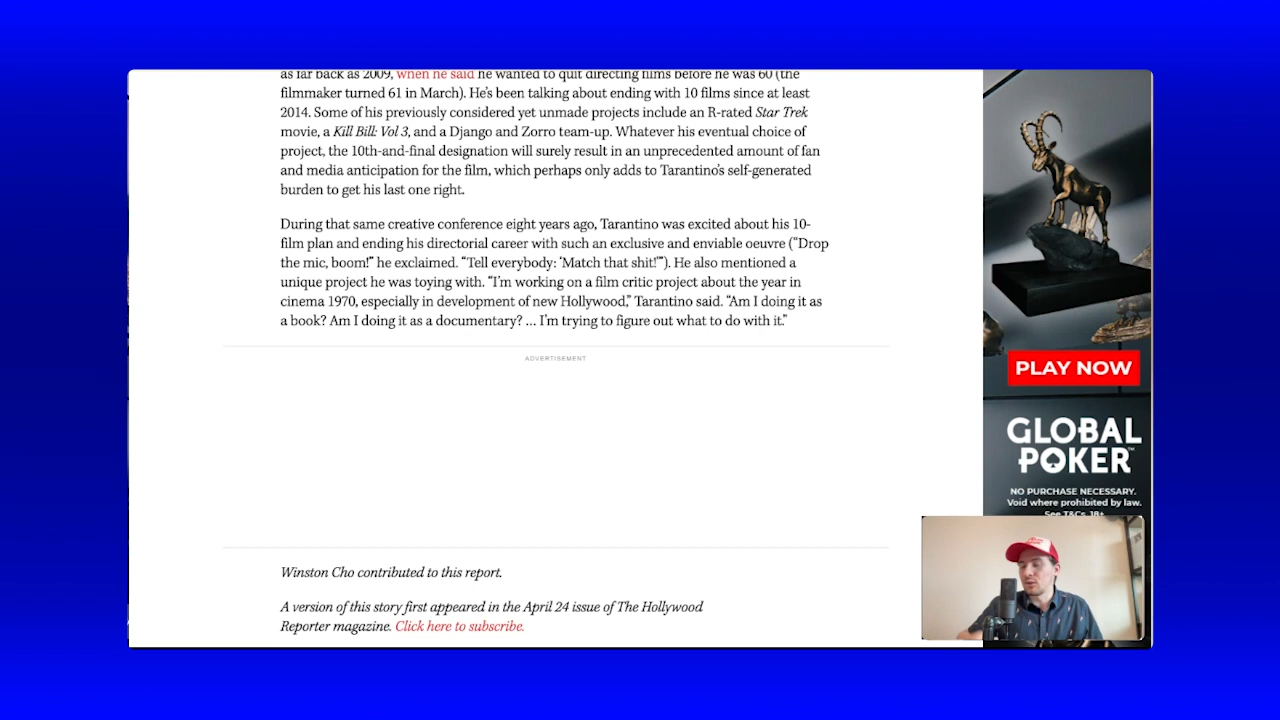 as far back as 2009, when he said he wanted to quit directing films before he was 60 (the
filmmaker turned 61 in March). He's been talking about ending with 10 films since at least
2014. Some of his previously considered yet unmade projects include an R-rated Star Trek
movie, a Kill Bill: Vol 3, and a Django and Zorro team-up. Whatever his eventual choice of
project, the 10th-and-final designation will surely result in an unprecedented amount of fan
and media anticipation for the film, which perhaps only adds to Tarantino's self-generated
burden to get his last one right.
During that same creative conference eight years ago, Tarantino was excited about his 10-
film plan and ending his directorial career with such an exclusive and enviable oeuvre (“Drop
the mic, boom!” he exclaimed. “Tell everybody: ‘Match that shit!’”). He also mentioned a
unique project he was toying with. “I'm working on a film critic project about the year in
cinema 1970, especially in development of new Hollywood,” Tarantino said. “Am I doing it as
a book? Am I doing it as a documentary? … I'm trying to figure out what to do with it.”
ADVERTISEMENT
Winston Cho contributed to this report.
A version of this story first appeared in the April 24 issue of The Hollywood
Reporter magazine. Click here to subscribe.
PLAY NOW
GLOBAL
POKER™
NO PURCHASE NECESSARY.
Void where prohibited by law.
See T&Cs. 18+